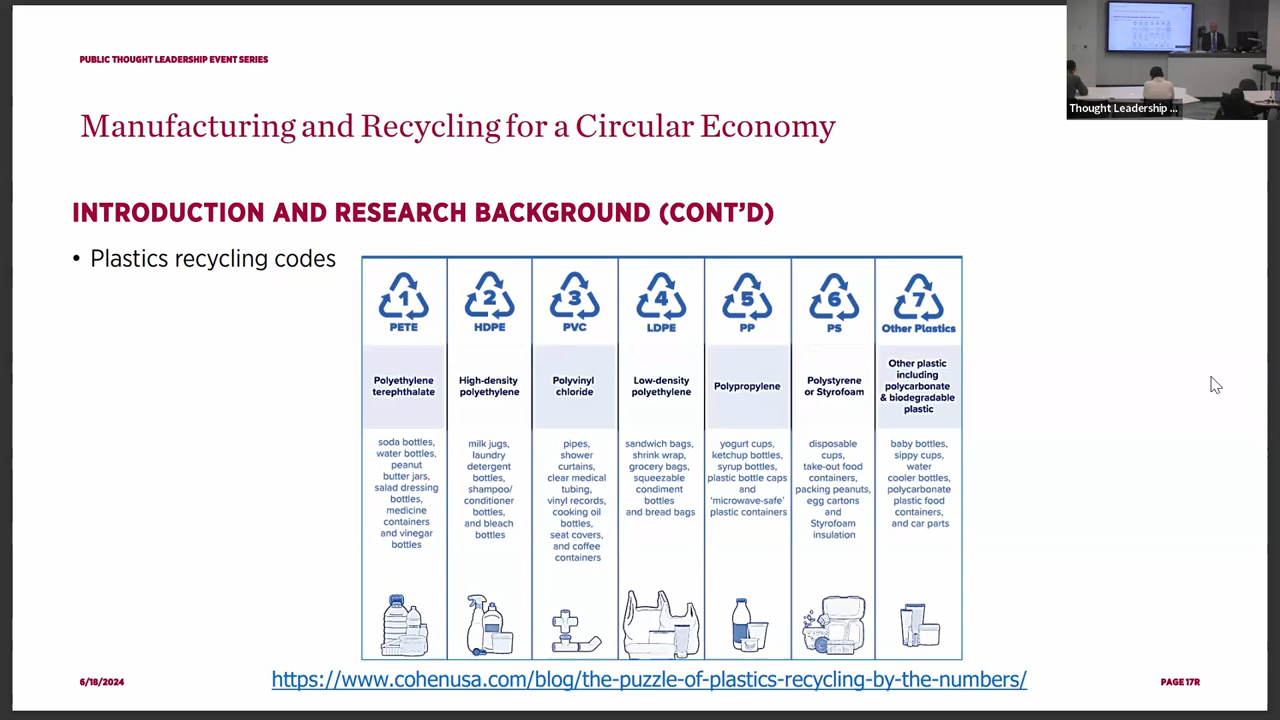 PUBLIC THOUGHT LEADERSHIP EVENT SERIES
Thought Leadership ...
Manufacturing and Recycling for a Circular Economy
INTRODUCTION AND RESEARCH BACKGROUND (CONT'D)
• Plastics recycling codes
1
PETE
Polyethylene
terephthalate
soda bottles,
water bottles,
peanut
butter jars,
salad dressing
bottles,
medicine
containers
and vinegar
bottles
2
HDPE
High-density
polyethylene
milk jugs,
laundry
detergent
bottles,
shampoo/
conditioner
bottles,
and bleach
bottles
3
PVC
Polyvinyl
chloride
pipes,
shower
curtains,
clear medical
tubing,
vinyl records,
cooking oil
bottles,
seat covers,
and coffee
containers
4
LDPE
Low-density
polyethylene
sandwich bags,
shrink wrap,
grocery bags,
squeezable
condiment
bottles
and bread bags
5
PP
Polypropylene
yogurt cups,
ketchup bottles,
syrup bottles,
plastic bottle caps
and
'microwave-safe'
plastic containers
6
PS
Polystyrene
or Styrofoam
disposable
cups,
take-out food
containers,
packing peanuts,
egg cartons
and
Styrofoam
insulation
7
Other Plastics
Other plastic
including
polycarbonate
& biodegradable
plastic
baby bottles,
sippy cups,
water
cooler bottles,
polycarbonate
plastic food
containers,
and car parts
6/18/2024
https://www.cohenusa.com/blog/the-puzzle-of-plastics-recycling-by-the-numbers/
PAGE 17R